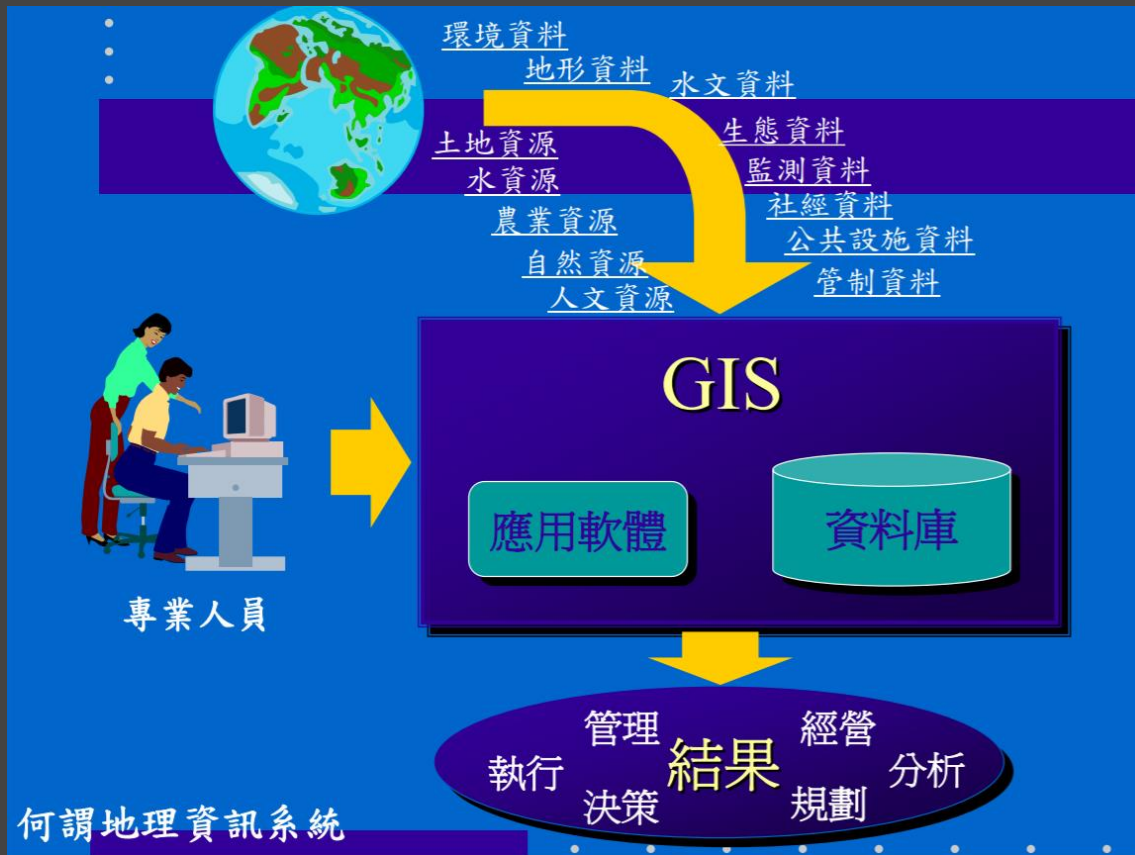 環境資料
地形資料
水文資料
土地資源
生態資料
水資源
監測資料
農業資源
社經資料
公共設施資料
自然資源
管制資料
人文資源
GIS
應用軟體
資料庫
專業人員
管理
經營
執行
結果
分析
決策
規劃
何謂地理資訊系統